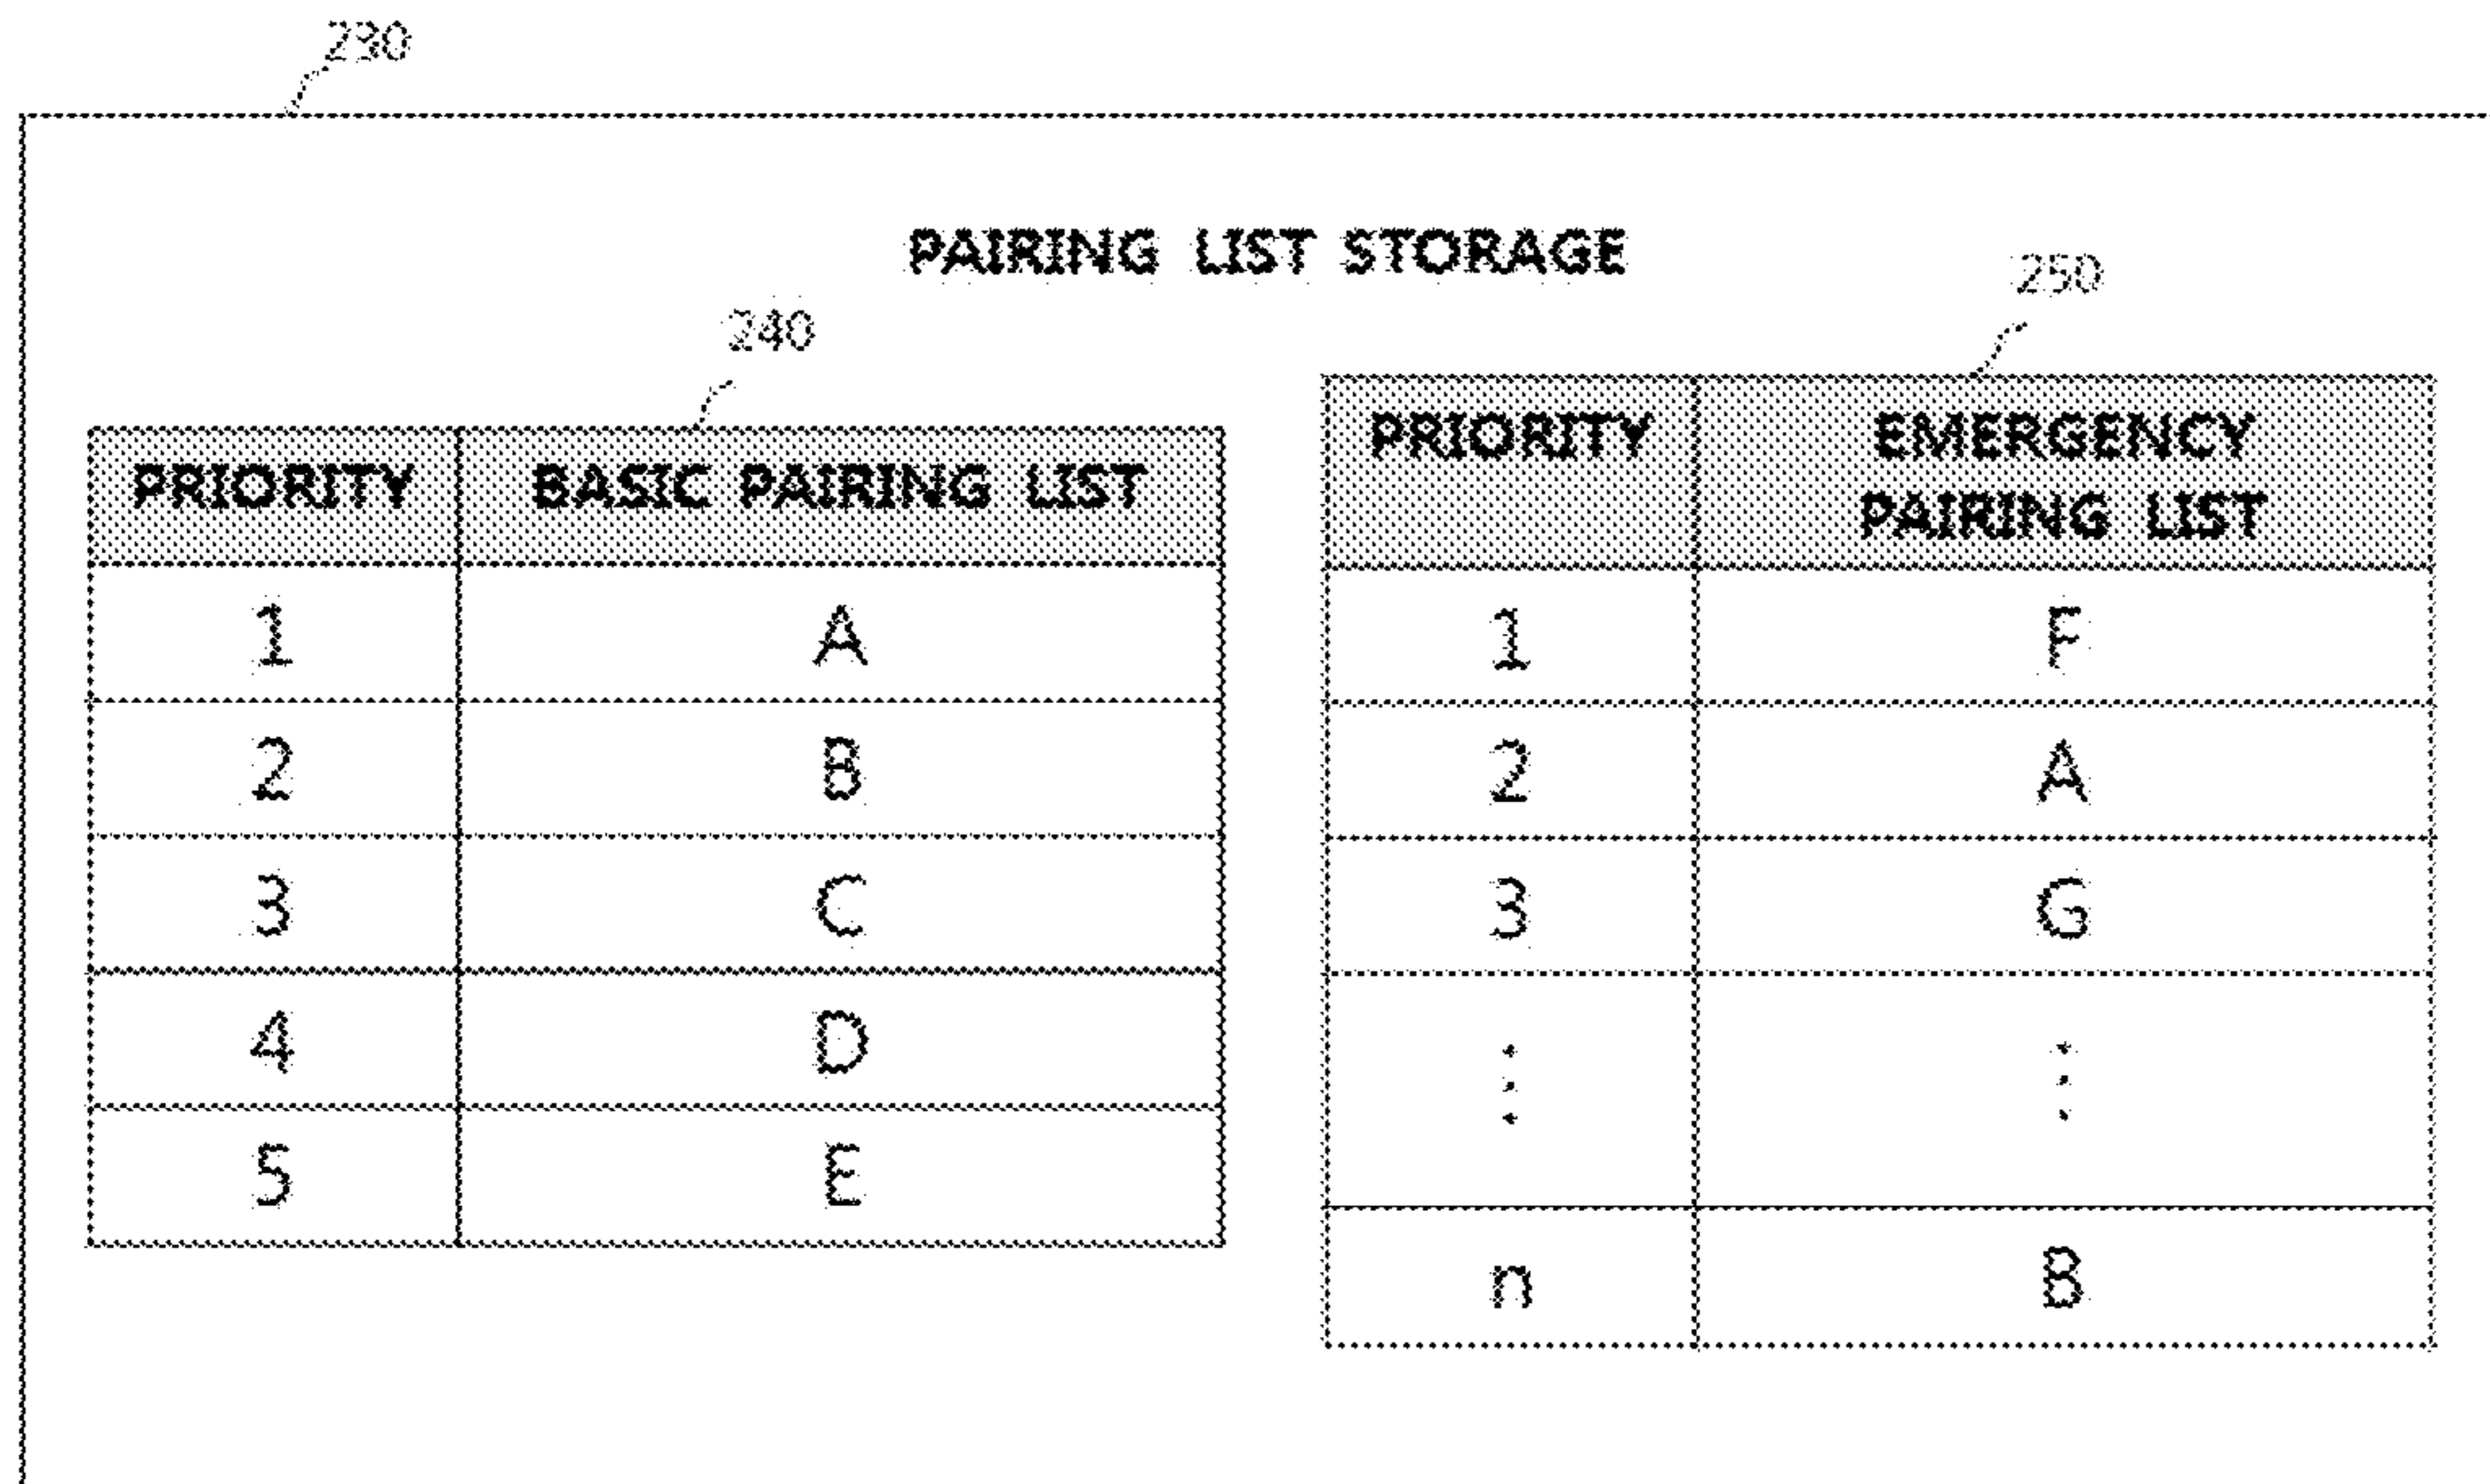 230
PAIRING LIST STORAGE
240
250
PRIORITY BASIC PAIRING LIST
1 A
2 B
3 C
4 D
5 E
PRIORITY EMERGENCY
PAIRING LIST
1 F
2 A
3 G
⋮ ⋮
n B